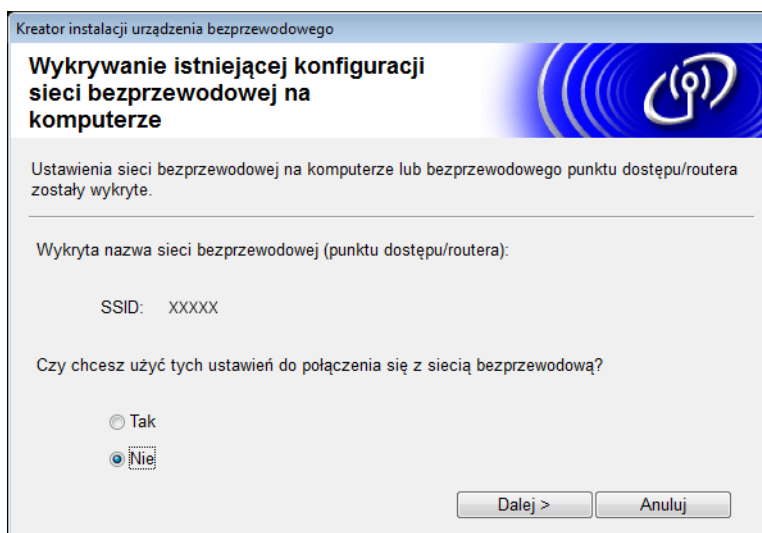 Kreator instalacji urządzenia bezprzewodowego
Wykrywanie istniejącej konfiguracji
sieci bezprzewodowej na
komputerze
Ustawienia sieci bezprzewodowej na komputerze lub bezprzewodowego punktu dostępu/routera
zostały wykryte.
Wykryta nazwa sieci bezprzewodowej (punktu dostępu/routera):
SSID: XXXXX
Czy chcesz użyć tych ustawień do połączenia się z siecią bezprzewodową?
Tak
Nie
Dalej > Anuluj